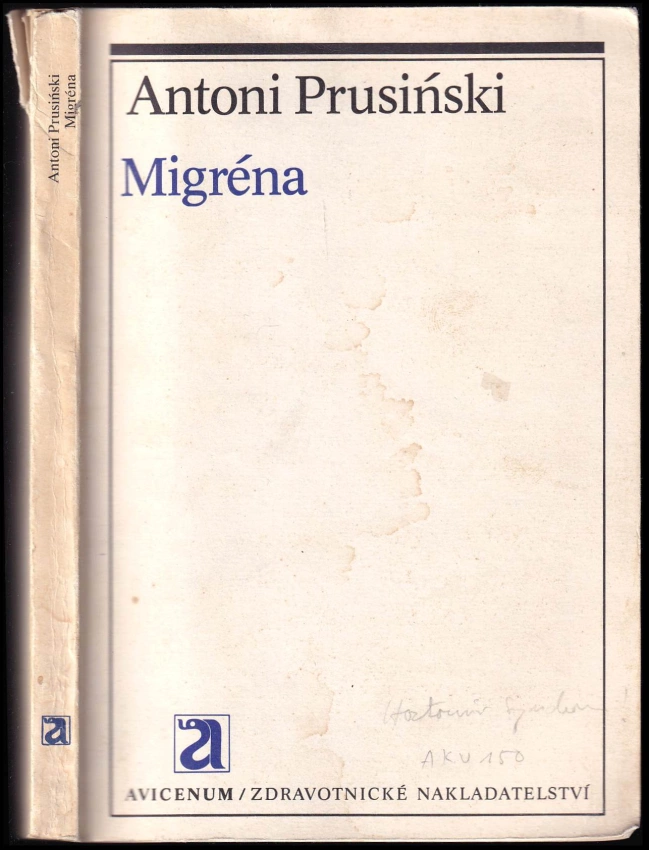 Antoni Prusiński
Migréna
Antoni Prusiński
Migréna
a
a
AKU 150
AVICENUM / ZDRAVOTNICKÉ NAKLADATELSTVÍ